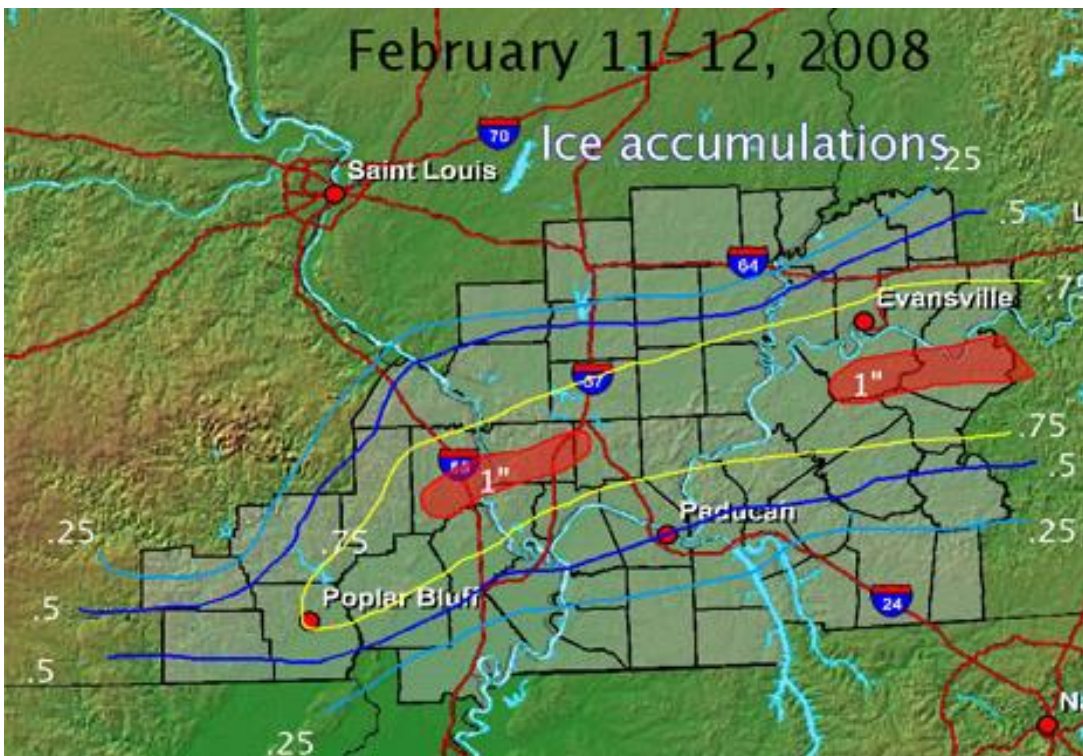 February 11-12, 2008
70
Ice accumulations
.25
Saint Louis
.5
L
64
.75
Evansville
57
1"
.75
55
1"
.5
Paducah
.25
.25
.75
Poplar Bluff
24
.5
.5
Na
.25